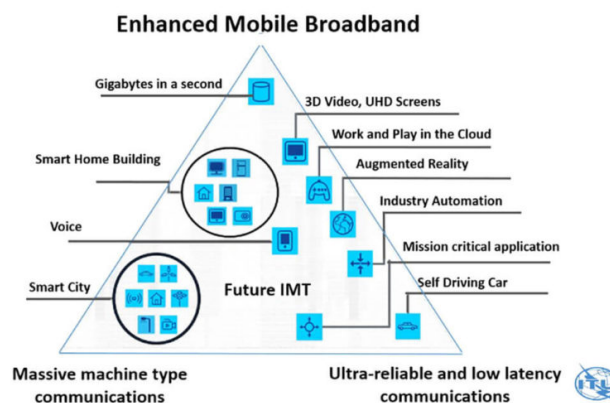 Enhanced Mobile Broadband
Gigabytes in a second
3D Video, UHD Screens
Work and Play in the Cloud
Smart Home Building
Augmented Reality
Industry Automation
Voice
Mission critical application
Smart City
Future IMT
Self Driving Car
Massive machine type
communications
Ultra-reliable and low latency
communications
ITU